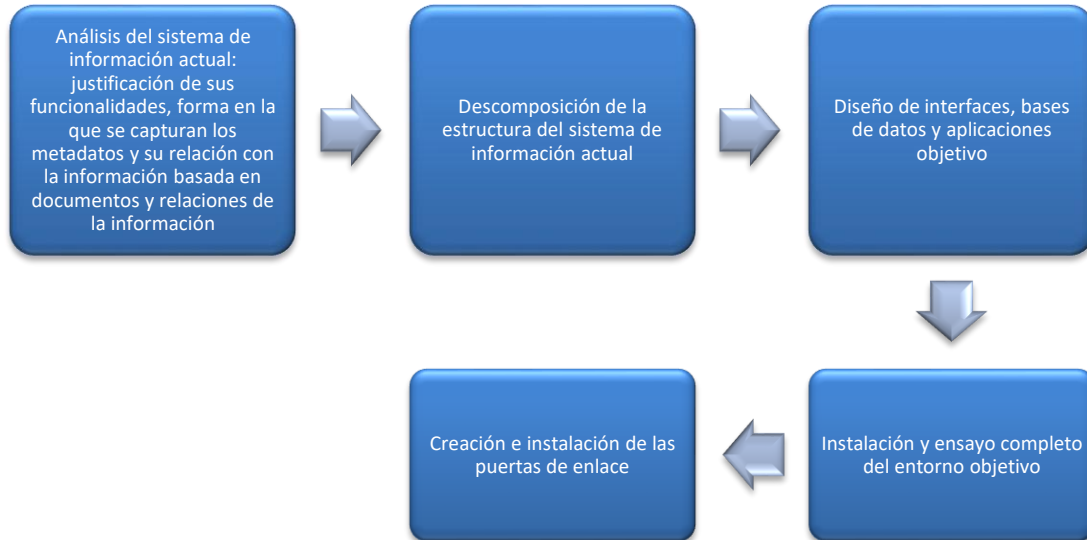 Análisis del sistema de
información actual:
justificación de sus
funcionalidades, forma en la
que se capturan los
metadatos y su relación con
la información basada en
documentos y relaciones de
la información
Descomposición de la
estructura del sistema de
información actual
Diseño de interfaces, bases
de datos y aplicaciones
objetivo
Instalación y ensayo completo
del entorno objetivo
Creación e instalación de las
puertas de enlace